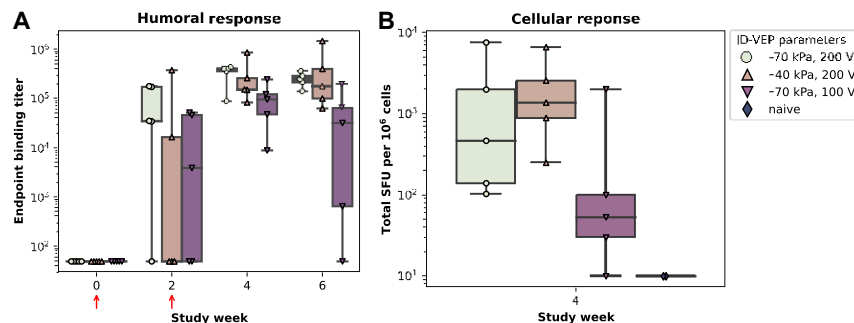 A
Humoral response
Endpoint binding titer
10⁶
10⁵
10⁴
10³
10²
0
2
4
6
Study week
B
Cellular reponse
Total SFU per 10⁶ cells
10⁴
10³
10²
10¹
4
Study week
ID-VEP parameters
-70 kPa, 200 V
-40 kPa, 200 V
-70 kPa, 100 V
naive